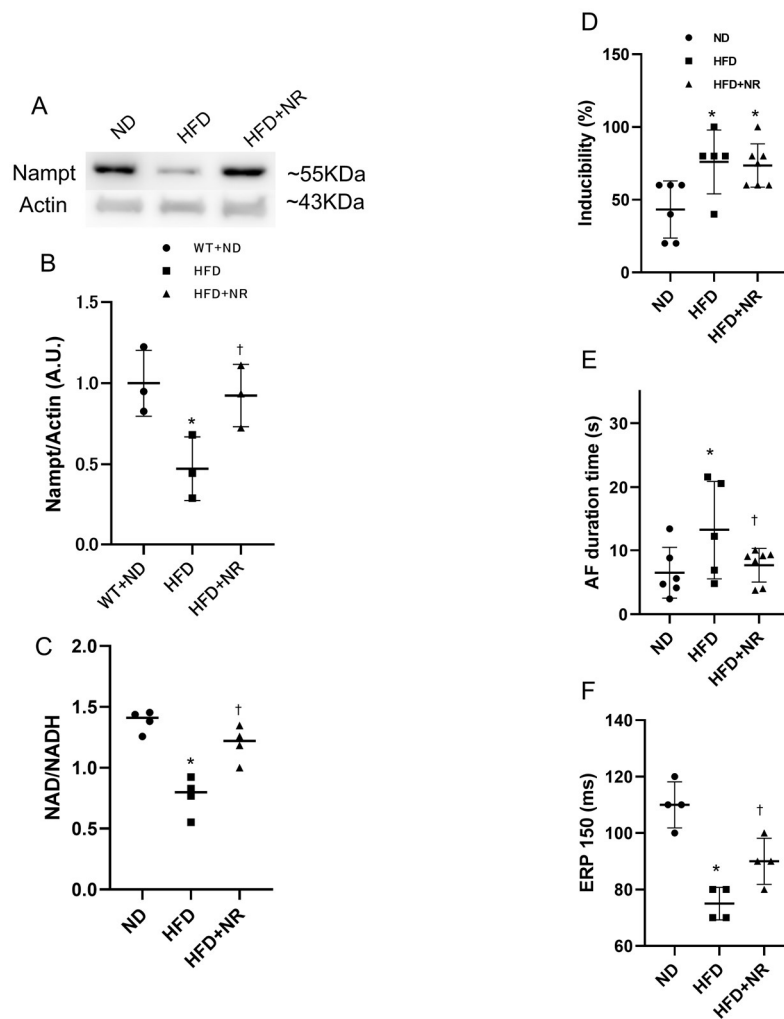 A
ND
HFD
HFD+NR
Nampt
~55KDa
Actin
~43KDa
B
WT+ND
HFD
HFD+NR
Nampt/Actin (A.U.)
1.5
1.0
0.5
0.0
*
†
WT+ND
HFD
HFD+NR
C
NAD/NADH
2.0
1.5
1.0
0.5
0.0
*
†
ND
HFD
HFD+NR
D
ND
HFD
HFD+NR
Inducibility (%)
150
100
50
0
*
*
ND
HFD
HFD+NR
E
AF duration time (s)
30
20
10
0
*
†
ND
HFD
HFD+NR
F
ERP 150 (ms)
140
120
100
80
60
*
†
ND
HFD
HFD+NR